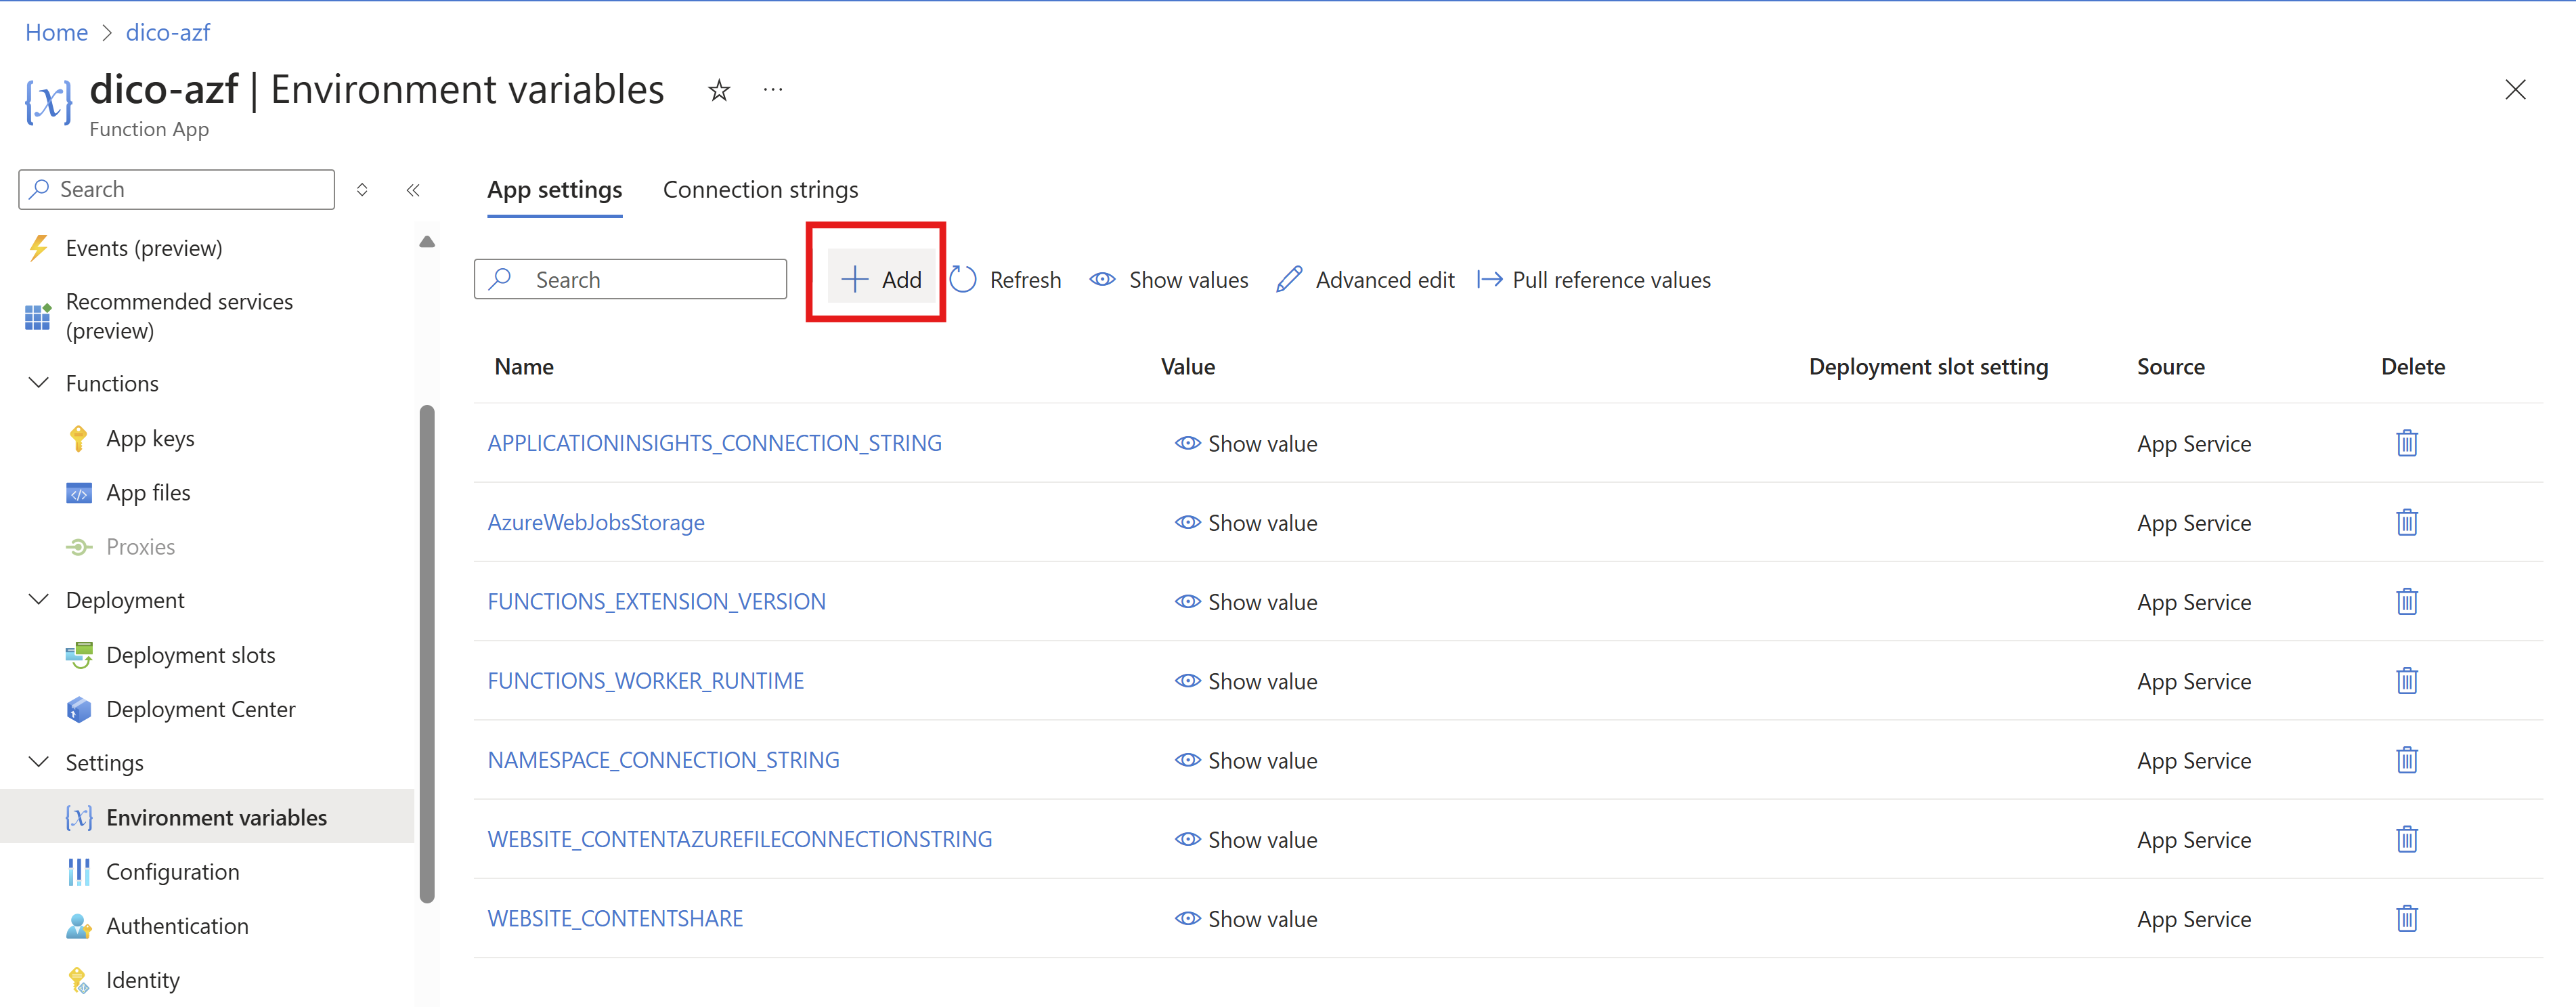 Home > dico-azf
dico-azf | Environment variables
Function App
Search
Events (preview)
Recommended services
(preview)
Functions
App keys
App files
Proxies
Deployment
Deployment slots
Deployment Center
Settings
Environment variables
Configuration
Authentication
Identity
App settings Connection strings
Search Add Refresh Show values Advanced edit Pull reference values
Name Value Deployment slot setting Source Delete
APPLICATIONINSIGHTS_CONNECTION_STRING Show value App Service
AzureWebJobsStorage Show value App Service
FUNCTIONS_EXTENSION_VERSION Show value App Service
FUNCTIONS_WORKER_RUNTIME Show value App Service
NAMESPACE_CONNECTION_STRING Show value App Service
WEBSITE_CONTENTAZUREFILECONNECTIONSTRING Show value App Service
WEBSITE_CONTENTSHARE Show value App Service